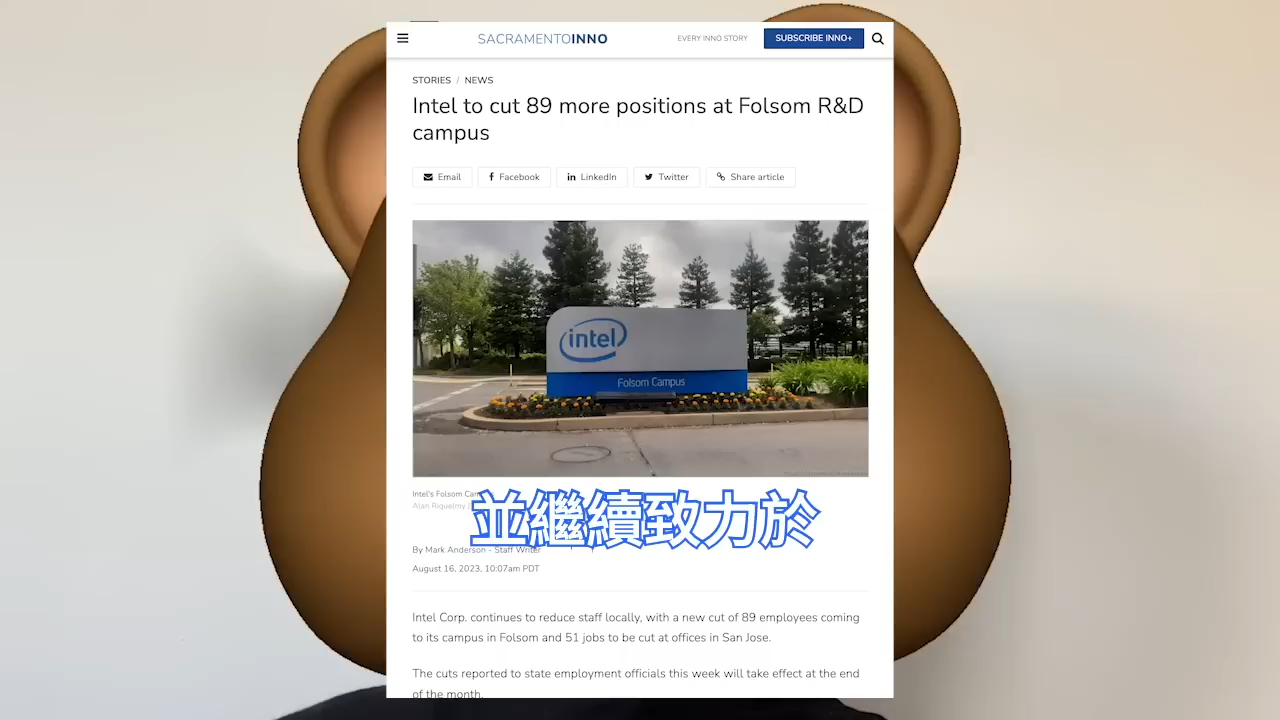 SACRAMENTOINNO
EVERY INNO STORY
SUBSCRIBE INNO+
STORIES / NEWS
Intel to cut 89 more positions at Folsom R&D
campus
Email
Facebook
LinkedIn
Twitter
Share article
intel
Folsom Campus
Intel's Folsom
Alan Riquelmy
並繼續致力於
By Mark Anderson - Staff Writer
August 16, 2023, 10:07am PDT
Intel Corp. continues to reduce staff locally, with a new cut of 89 employees coming
to its campus in Folsom and 51 jobs to be cut at offices in San Jose.
The cuts reported to state employment officials this week will take effect at the end
of the month.